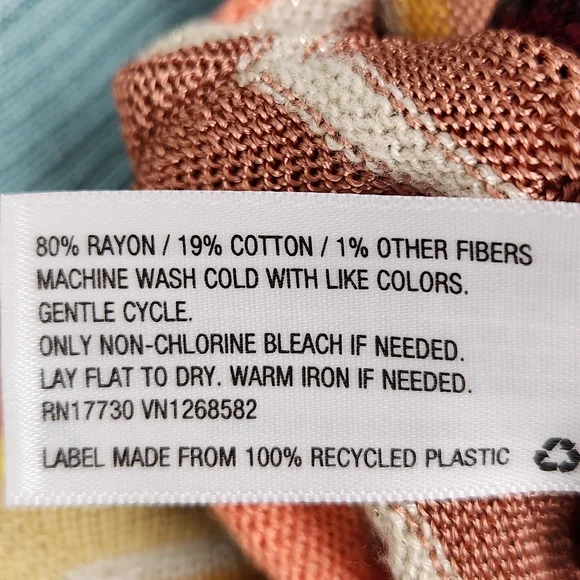 80% RAYON / 19% COTTON / 1% OTHER FIBERS
MACHINE WASH COLD WITH LIKE COLORS.
GENTLE CYCLE.
ONLY NON-CHLORINE BLEACH IF NEEDED.
LAY FLAT TO DRY. WARM IRON IF NEEDED.
RN17730 VN1268582
LABEL MADE FROM 100% RECYCLED PLASTIC